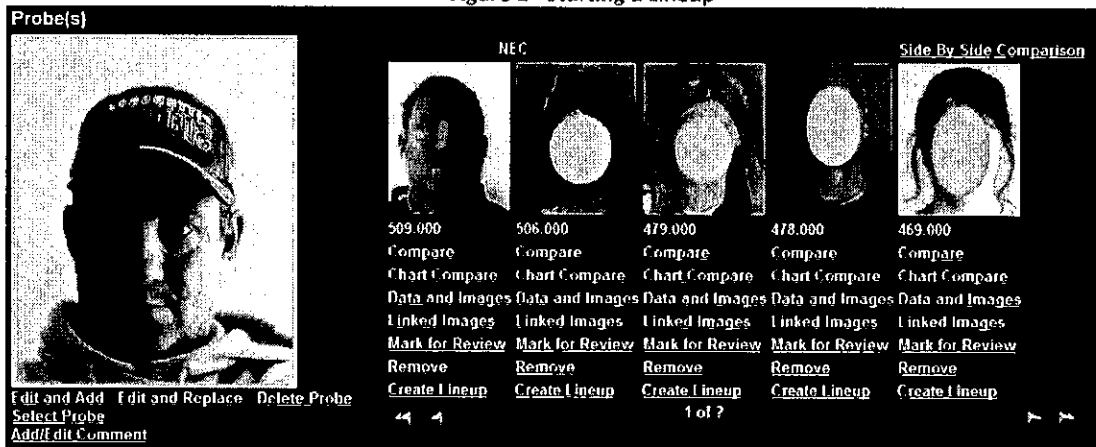 Probe(s)
NEC
Side By Side Comparison
509.000 506.000 479.000 478.000 469.000
Compare Compare Compare Compare Compare
Chart Compare Chart Compare Chart Compare Chart Compare Chart Compare
Data and Images Data and Images Data and Images Data and Images Data and Images
Linked Images Linked Images Linked Images Linked Images Linked Images
Mark for Review Mark for Review Mark for Review Mark for Review Mark for Review
Remove Remove Remove Remove Remove
Create Lineup Create Lineup Create Lineup Create Lineup Create Lineup
1 of ?
Edit and Add Edit and Replace Delete Probe
Select Probe
Add/Edit Comment